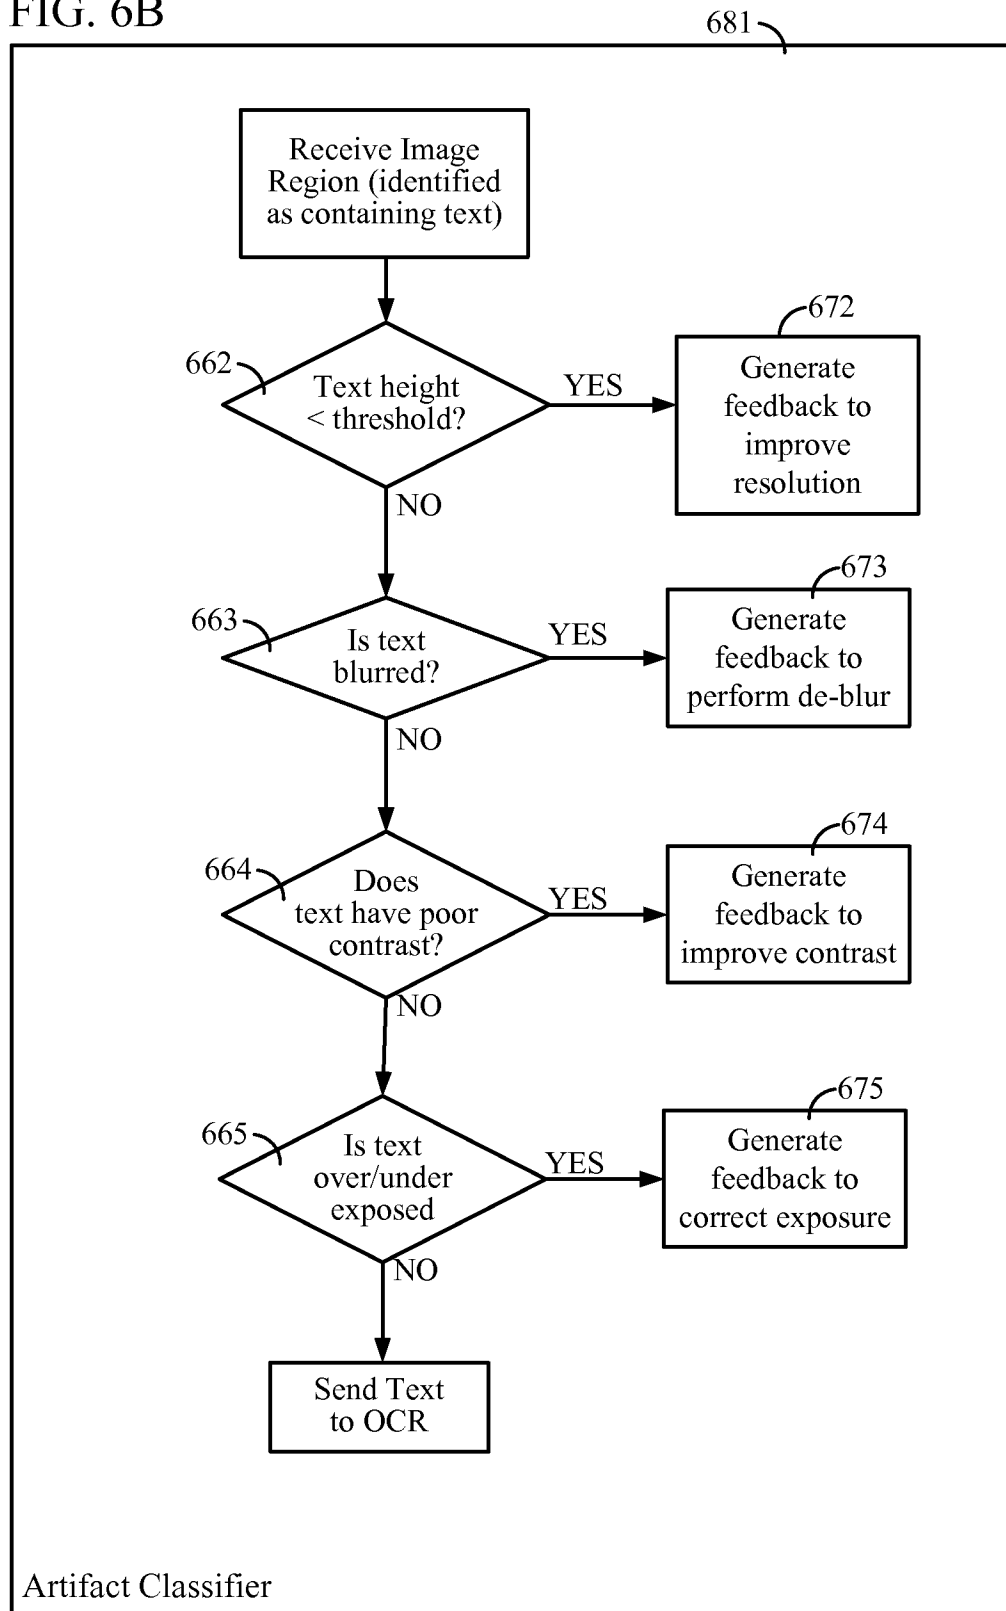 FIG. 6B
681
Receive Image
Region (identified
as containing text)
662
Text height
< threshold?
YES
672
Generate
feedback to
improve
resolution
NO
663
Is text
blurred?
YES
673
Generate
feedback to
perform de-blur
NO
664
Does
text have poor
contrast?
YES
674
Generate
feedback to
improve contrast
NO
665
Is text
over/under
exposed
YES
675
Generate
feedback to
correct exposure
NO
Send Text
to OCR
Artifact Classifier